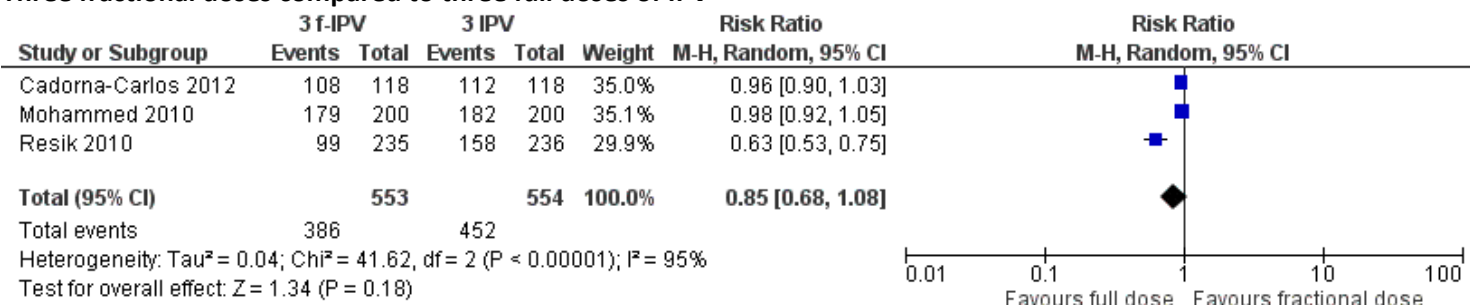 Three fractional doses compared to three full doses of IPV
3 f-IPV 3 IPV Risk Ratio Risk Ratio
Study or Subgroup Events Total Events Total Weight M-H, Random, 95% CI M-H, Random, 95% CI
Cadorna-Carlos 2012 108 118 112 118 35.0% 0.96 [0.90, 1.03]
Mohammed 2010 179 200 182 200 35.1% 0.98 [0.92, 1.05]
Resik 2010 99 235 158 236 29.9% 0.63 [0.53, 0.75]
Total (95% CI) 553 554 100.0% 0.85 [0.68, 1.08]
Total events 386 452
Heterogeneity: Tau² = 0.04; Chi² = 41.62, df = 2 (P < 0.00001); I² = 95%
Test for overall effect: Z = 1.34 (P = 0.18)
0.01 0.1 1 10 100
Favours full dose Favours fractional dose